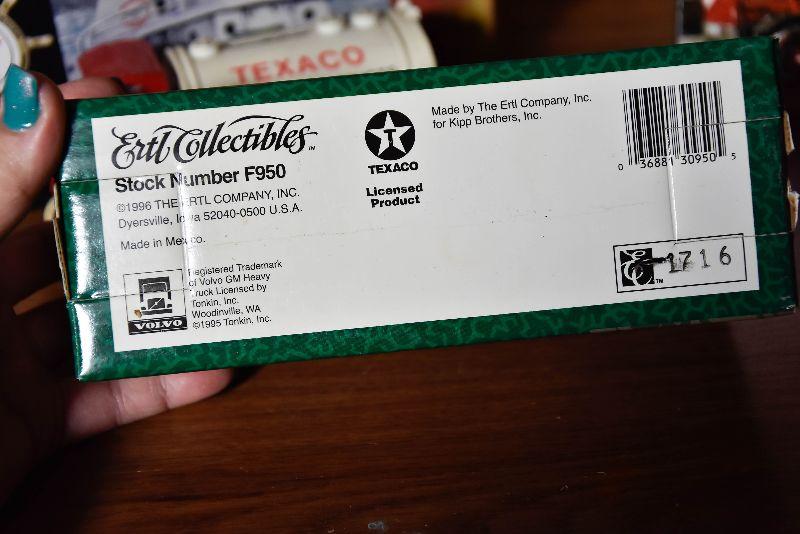 TEXACO
Ertl Collectibles™
Stock Number F950
©1996 THE ERTL COMPANY, INC.
Dyersville, Iowa 52040-0500 U.S.A.
Made in Mexico.
VOLVO
Registered Trademark
of Volvo GM Heavy
Truck Licensed by
Tonkin, Inc.
Woodinville, WA
©1995 Tonkin, Inc.
T
TEXACO
Licensed
Product
Made by The Ertl Company, Inc.
for Kipp Brothers, Inc.
0 36881 30950 5
E™ 1716